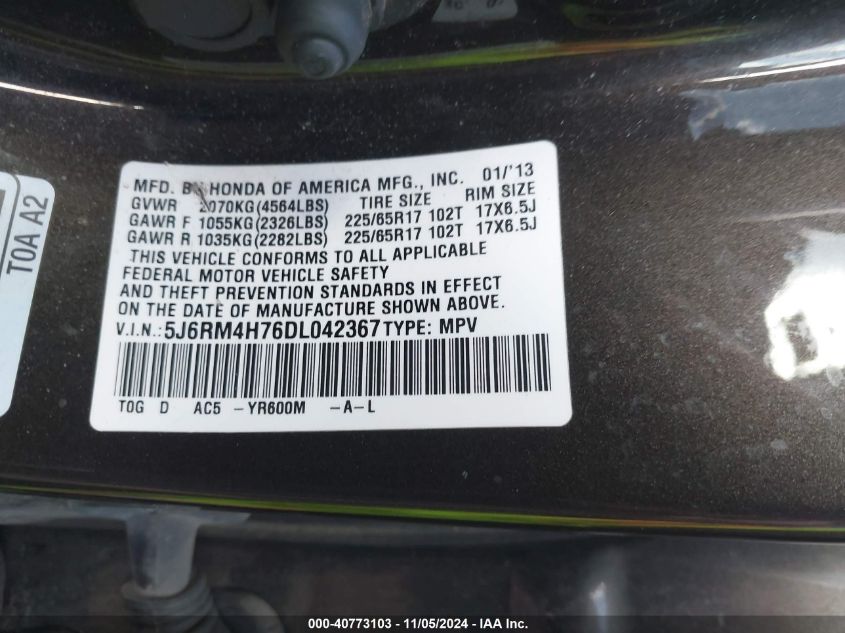 MFD. BY HONDA OF AMERICA MFG., INC. 01/'13
GVWR 2070KG(4564LBS) TIRE SIZE RIM SIZE
GAWR F 1055KG(2326LBS) 225/65R17 102T 17X6.5J
GAWR R 1035KG(2282LBS) 225/65R17 102T 17X6.5J
THIS VEHICLE CONFORMS TO ALL APPLICABLE
FEDERAL MOTOR VEHICLE SAFETY
AND THEFT PREVENTION STANDARDS IN EFFECT
ON THE DATE OF MANUFACTURE SHOWN ABOVE.
V.I.N.:5J6RM4H76DL042367 TYPE: MPV
TOG D AC5 -YR600M -A-L
TOA A2
000-40773103 - 11/05/2024 - IAA Inc.